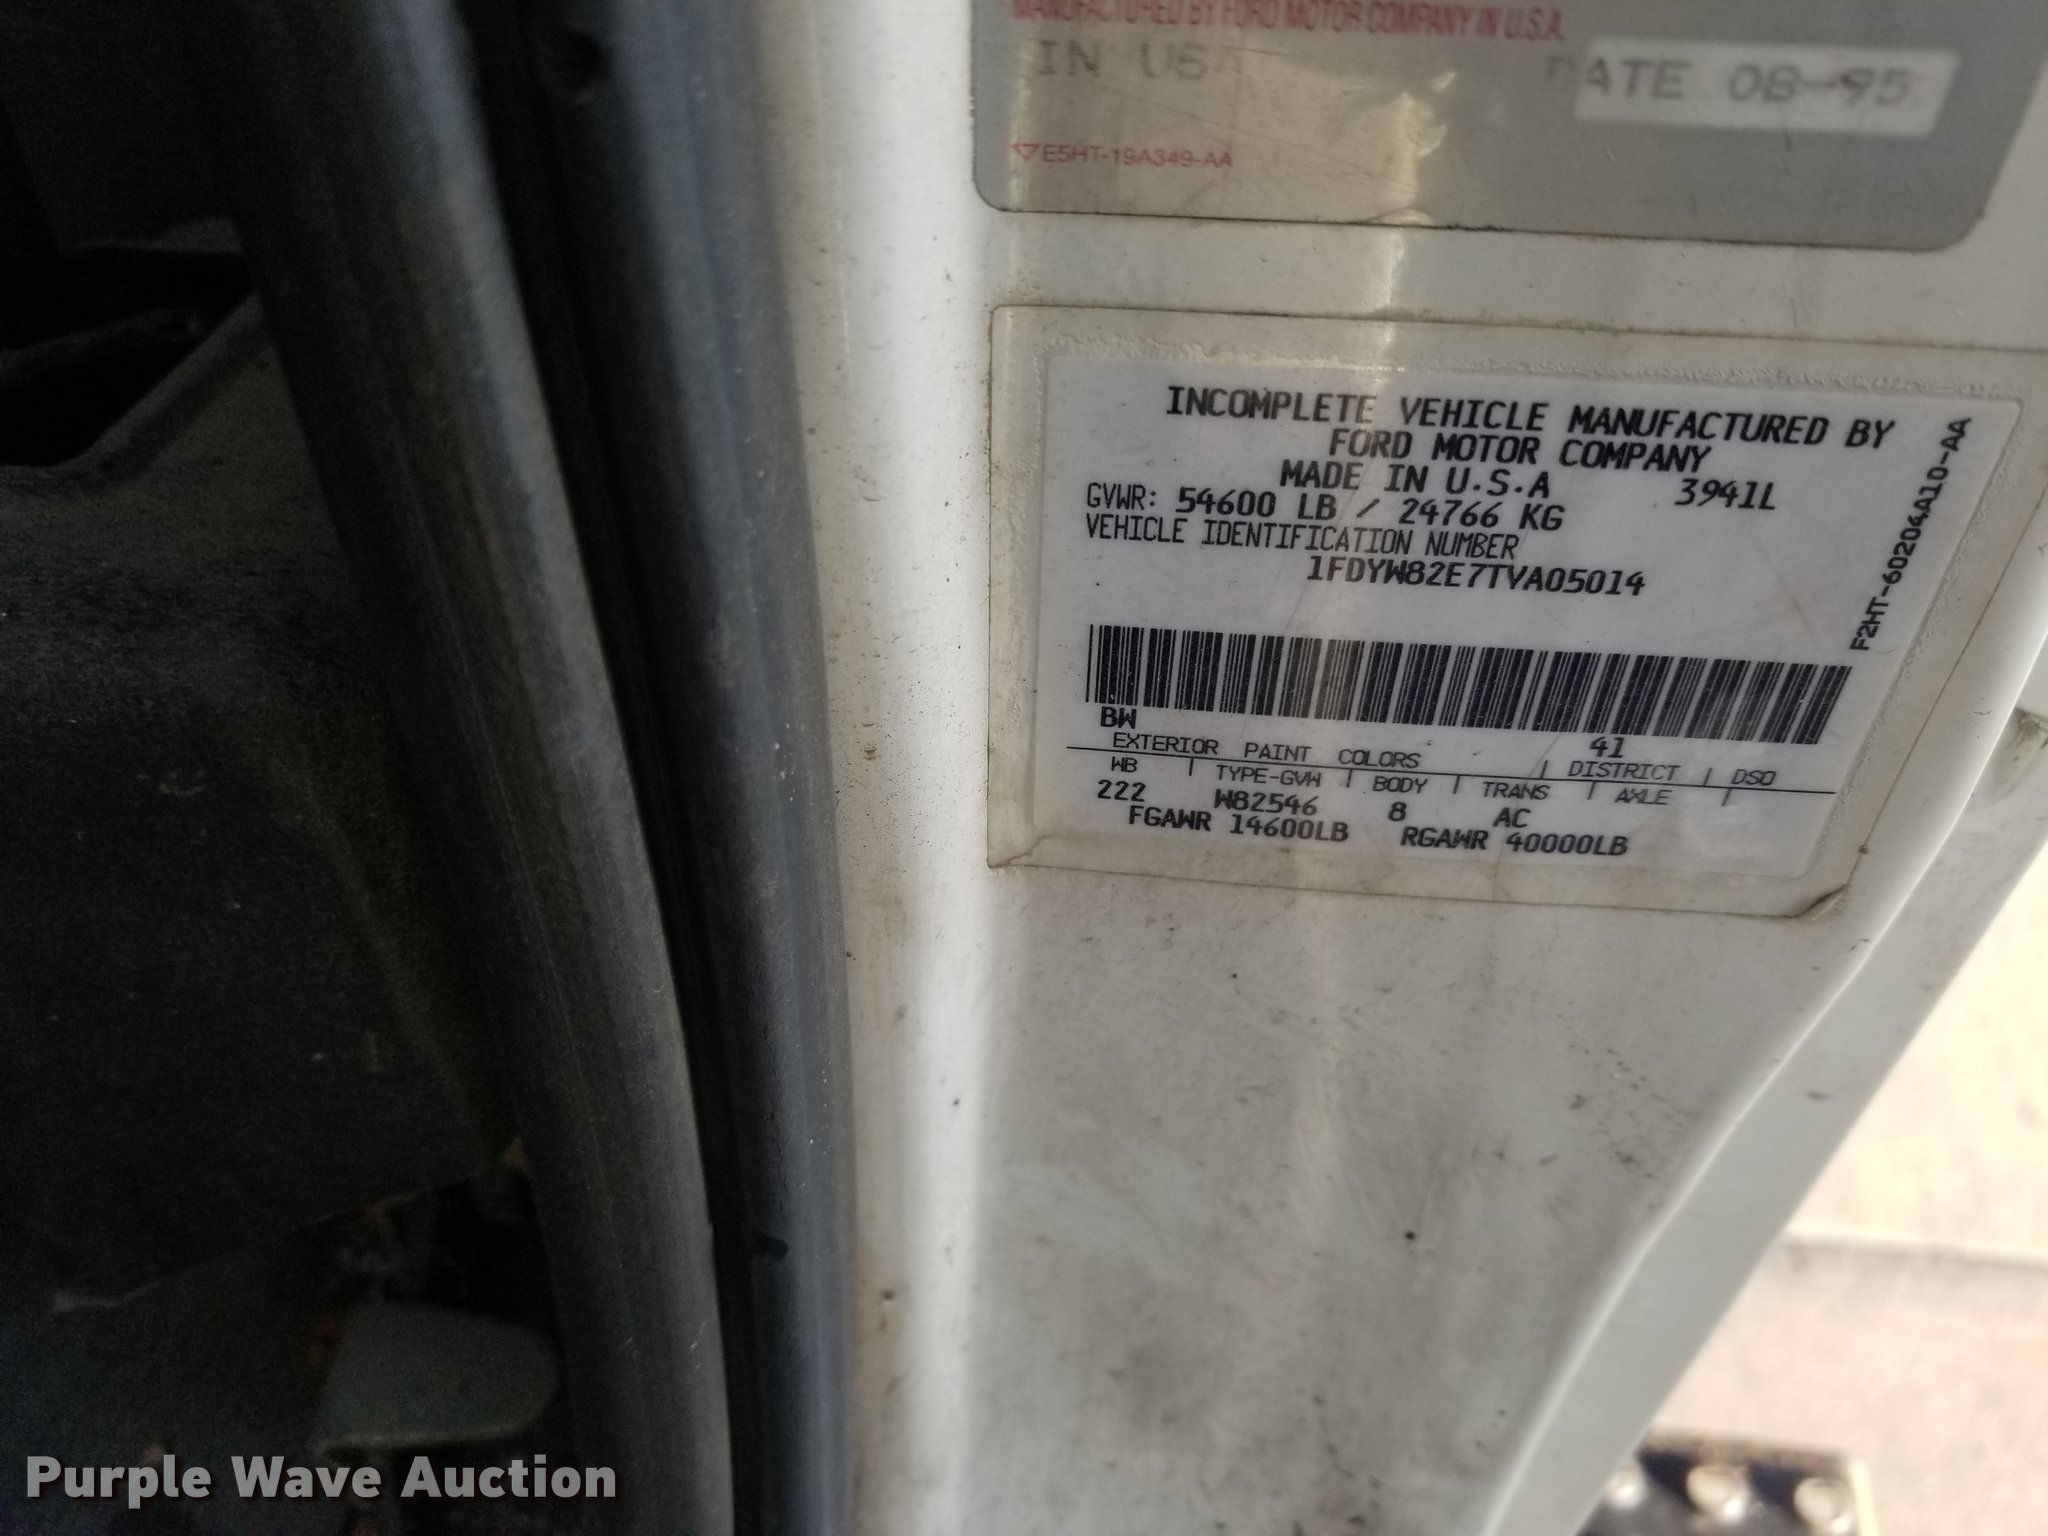 MANUFACTURED BY FORD MOTOR COMPANY IN U.S.A.
IN US
DATE 08-95
E5HT-19A349-AA
INCOMPLETE VEHICLE MANUFACTURED BY
FORD MOTOR COMPANY
MADE IN U.S.A 3941L
GVWR: 54600 LB / 24766 KG
VEHICLE IDENTIFICATION NUMBER
1FDYW82E7TVA05014
F2HT-60204A10-AA
BW 41
EXTERIOR PAINT COLORS DISTRICT DSO
WB TYPE-GVW BODY TRANS AXLE
222 W82546 8 AC
FGAWR 14600LB RGAWR 40000LB
Purple Wave Auction